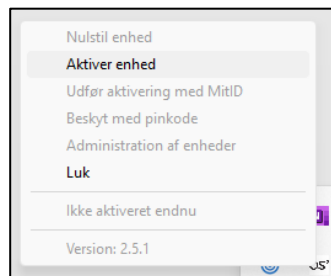 Nulstil enhed
Aktiver enhed
Udfør aktivering med MitID
Beskyt med pinkode
Administration af enheder
Luk
Ikke aktiveret endnu
Version: 2.5.1